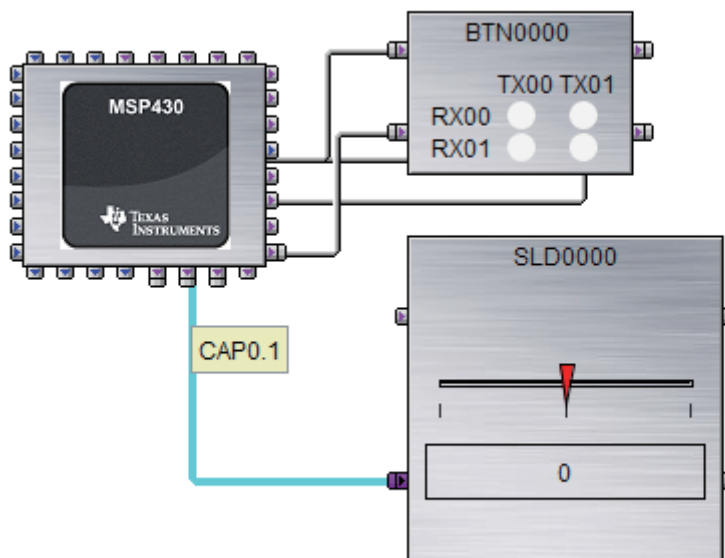 BTN0000
TX00 TX01
RX00
RX01
MSP430
TEXAS
INSTRUMENTS
SLD0000
CAP0.1
0